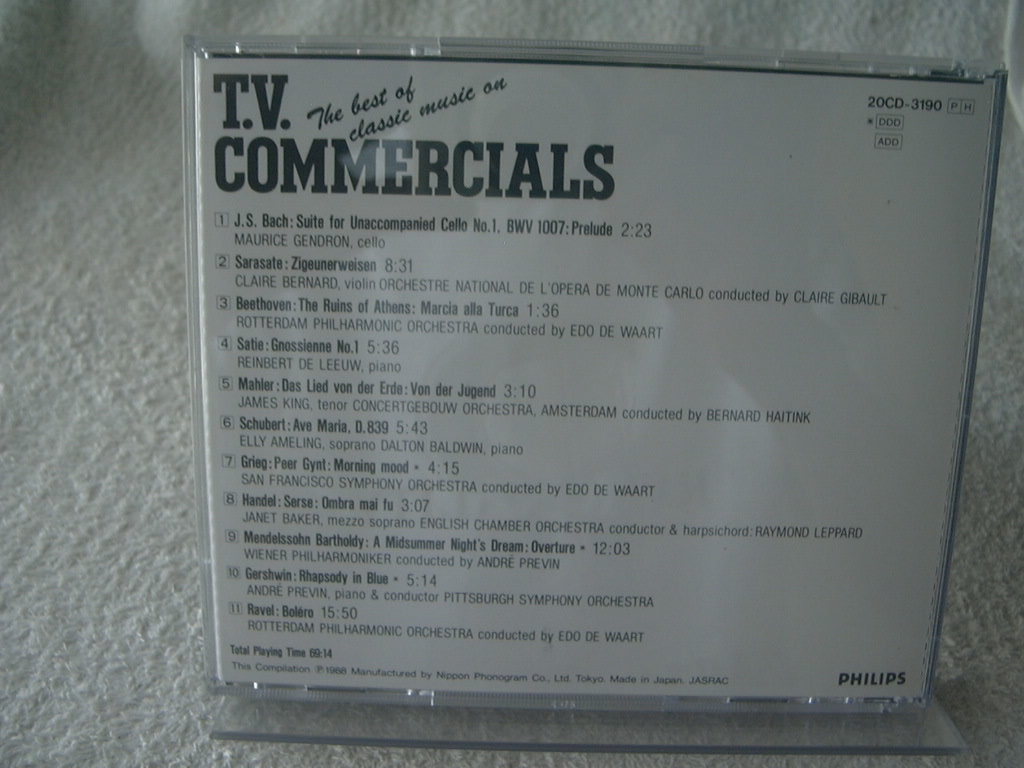 T.V. The best of
classic music on
COMMERCIALS
20CD-3190 PH
* DDD
ADD
1 J.S. Bach: Suite for Unaccompanied Cello No.1, BWV 1007: Prelude 2:23
MAURICE GENDRON, cello
2 Sarasate: Zigeunerweisen 8:31
CLAIRE BERNARD, violin ORCHESTRE NATIONAL DE L'OPERA DE MONTE CARLO conducted by CLAIRE GIBAULT
3 Beethoven: The Ruins of Athens: Marcia alla Turca 1:36
ROTTERDAM PHILHARMONIC ORCHESTRA conducted by EDO DE WAART
4 Satie: Gnossienne No.1 5:36
REINBERT DE LEEUW, piano
5 Mahler: Das Lied von der Erde: Von der Jugend 3:10
JAMES KING, tenor CONCERTGEBOUW ORCHESTRA, AMSTERDAM conducted by BERNARD HAITINK
6 Schubert: Ave Maria, D.839 5:43
ELLY AMELING, soprano DALTON BALDWIN, piano
7 Grieg: Peer Gynt: Morning mood * 4:15
SAN FRANCISCO SYMPHONY ORCHESTRA conducted by EDO DE WAART
8 Handel: Serse: Ombra mai fu 3:07
JANET BAKER, mezzo soprano ENGLISH CHAMBER ORCHESTRA conductor & harpsichord: RAYMOND LEPPARD
9 Mendelssohn Bartholdy: A Midsummer Night's Dream: Overture * 12:03
WIENER PHILHARMONIKER conducted by ANDRÉ PREVIN
10 Gershwin: Rhapsody in Blue * 5:14
ANDRÉ PREVIN, piano & conductor PITTSBURGH SYMPHONY ORCHESTRA
11 Ravel: Boléro 15:50
ROTTERDAM PHILHARMONIC ORCHESTRA conducted by EDO DE WAART
Total Playing Time 69:14
This Compilation ℗1988 Manufactured by Nippon Phonogram Co., Ltd. Tokyo. Made in Japan. JASRAC
PHILIPS